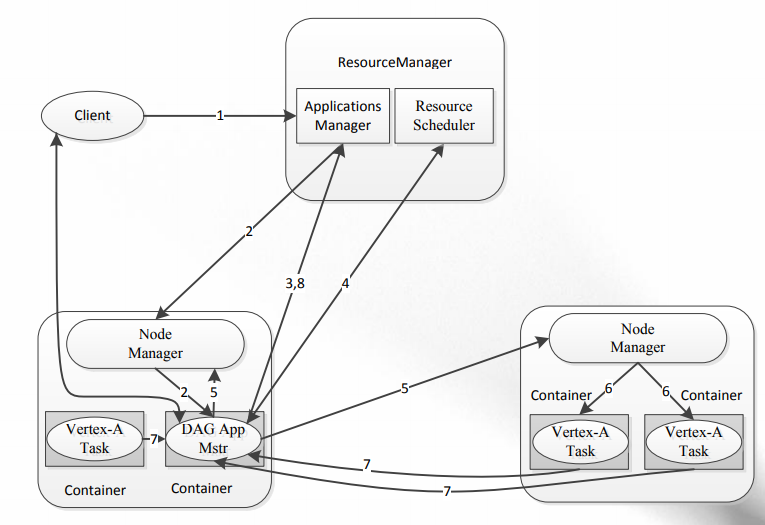 ResourceManager
Applications
Manager
Resource
Scheduler
Client
1
2
3,8
4
Node
Manager
2
5
Vertex-A
Task
7
DAG App
Mstr
Container
Container
5
Node
Manager
6
6
Container
Container
Vertex-A
Task
Vertex-A
Task
7
7